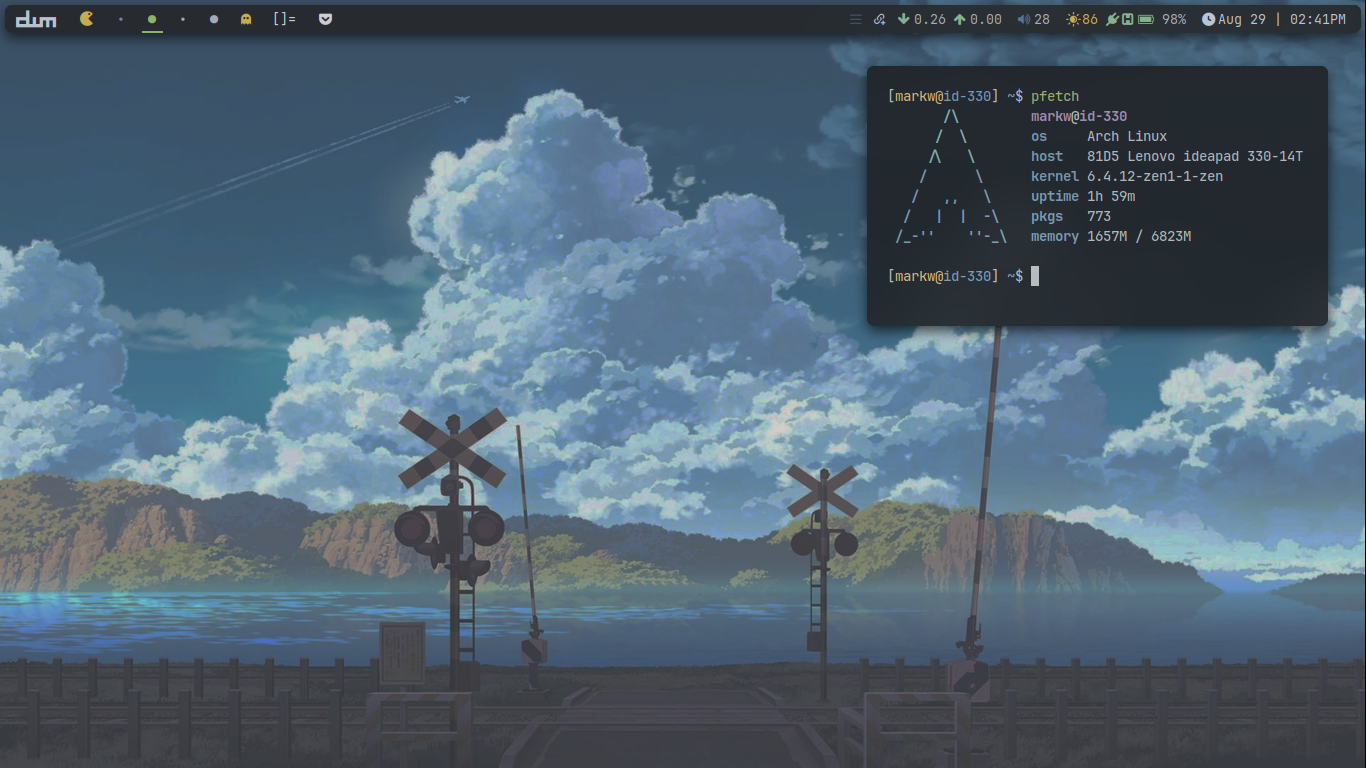 dwm []= 0.26 0.00 28 86 98% Aug 29 | 02:41PM
[markw@id-330] ~$ pfetch
/\ markw@id-330
/  \ os Arch Linux
/\   \ host 81D5 Lenovo ideapad 330-14T
/      \ kernel 6.4.12-zen1-1-zen
/   ,,   \ uptime 1h 59m
/   |  |  -\ pkgs 773
/_-''    ''-_\ memory 1657M / 6823M
[markw@id-330] ~$